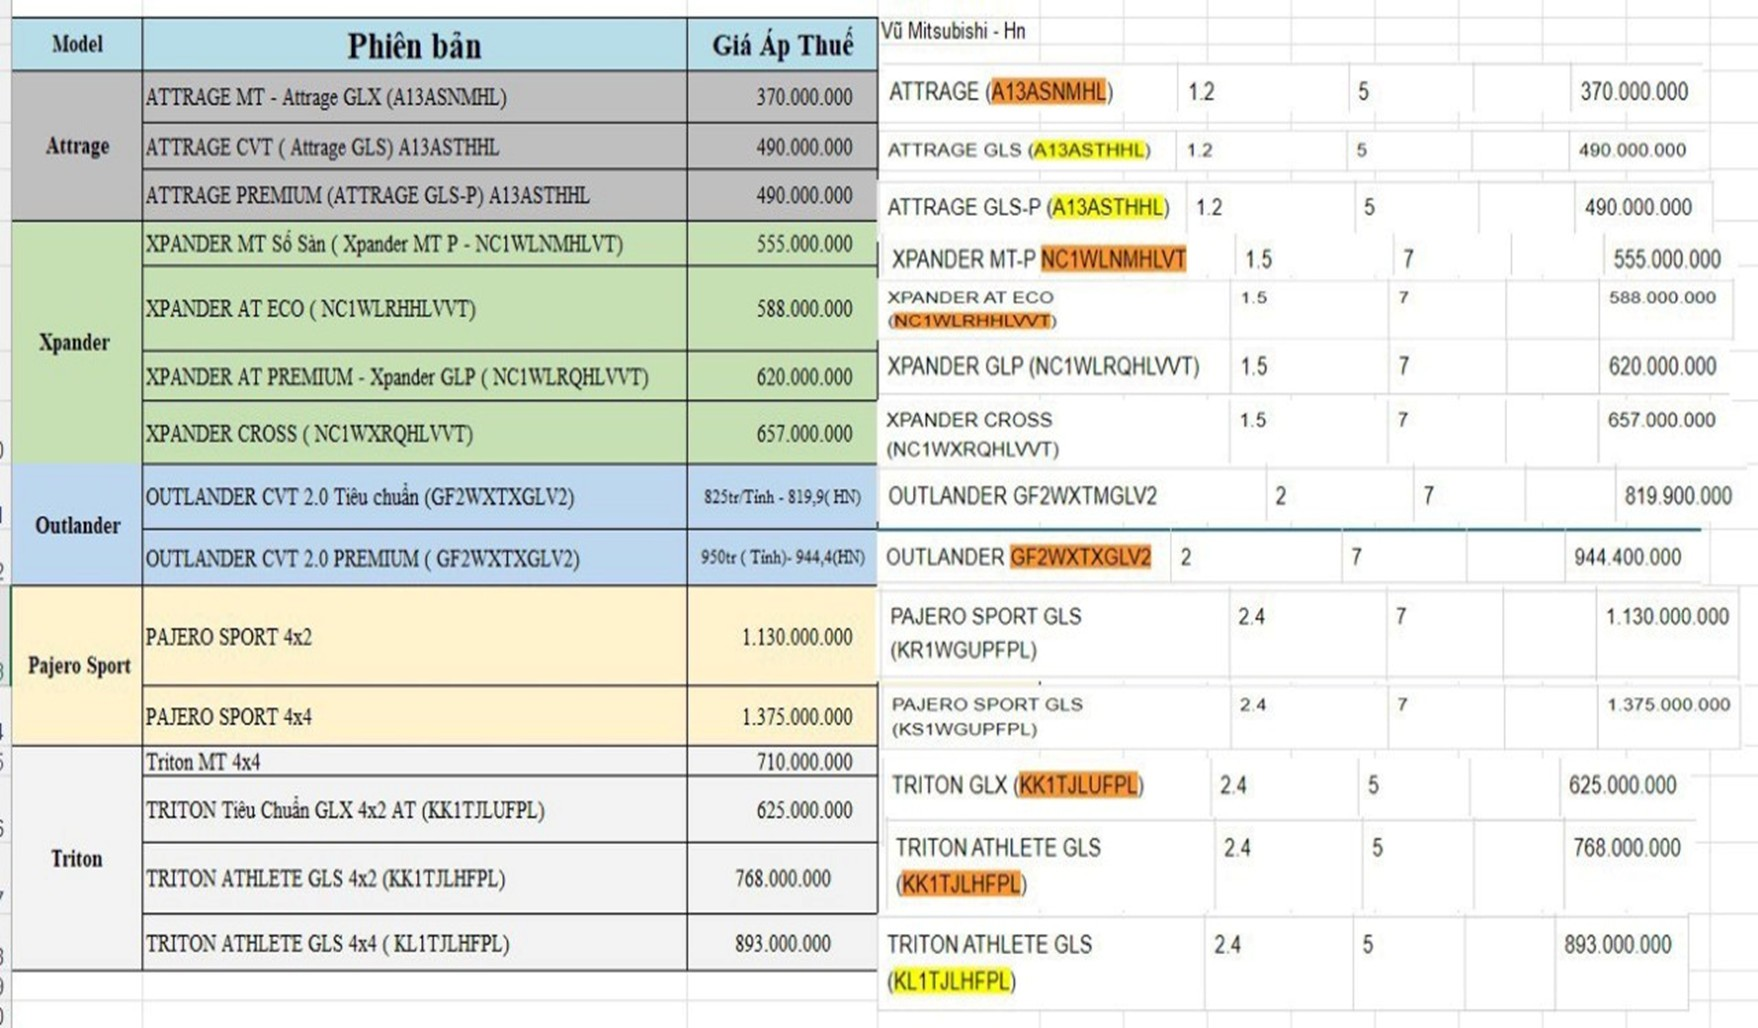 Model Phiên bản Giá Áp Thuế Vũ Mitsubishi - Hn
Attrage
ATTRAGE MT - Attrage GLX (A13ASNMHL) 370.000.000 ATTRAGE (A13ASNMHL) 1.2 5 370.000.000
ATTRAGE CVT ( Attrage GLS) A13ASTHHL 490.000.000 ATTRAGE GLS (A13ASTHHL) 1.2 5 490.000.000
ATTRAGE PREMIUM (ATTRAGE GLS-P) A13ASTHHL 490.000.000 ATTRAGE GLS-P (A13ASTHHL) 1.2 5 490.000.000
Xpander
XPANDER MT Số Sàn ( Xpander MT P - NC1WLNMHLVT) 555.000.000 XPANDER MT-P NC1WLNMHLVT 1.5 7 555.000.000
XPANDER AT ECO ( NC1WLRHHLVVT) 588.000.000 XPANDER AT ECO 1.5 7 588.000.000
(NC1WLRHHLVVT)
XPANDER AT PREMIUM - Xpander GLP ( NC1WLRQHLVVT) 620.000.000 XPANDER GLP (NC1WLRQHLVVT) 1.5 7 620.000.000
XPANDER CROSS ( NC1WXRQHLVVT) 657.000.000 XPANDER CROSS 1.5 7 657.000.000
(NC1WXRQHLVVT)
Outlander
OUTLANDER CVT 2.0 Tiêu chuẩn (GF2WXTXGLV2) 825tr/Tỉnh - 819,9( HN) OUTLANDER GF2WXTMGLV2 2 7 819.900.000
OUTLANDER CVT 2.0 PREMIUM ( GF2WXTXGLV2) 950tr ( Tỉnh)- 944,4(HN) OUTLANDER GF2WXTXGLV2 2 7 944.400.000
Pajero Sport
PAJERO SPORT 4x2 1.130.000.000 PAJERO SPORT GLS 2.4 7 1.130.000.000
(KR1WGUPFPL)
PAJERO SPORT 4x4 1.375.000.000 PAJERO SPORT GLS 2.4 7 1.375.000.000
(KS1WGUPFPL)
Triton
Triton MT 4x4 710.000.000
TRITON Tiêu Chuẩn GLX 4x2 AT (KK1TJLUFPL) 625.000.000 TRITON GLX (KK1TJLUFPL) 2.4 5 625.000.000
TRITON ATHLETE GLS 4x2 (KK1TJLHFPL) 768.000.000 TRITON ATHLETE GLS 2.4 5 768.000.000
(KK1TJLHFPL)
TRITON ATHLETE GLS 4x4 ( KL1TJLHFPL) 893.000.000 TRITON ATHLETE GLS 2.4 5 893.000.000
(KL1TJLHFPL)